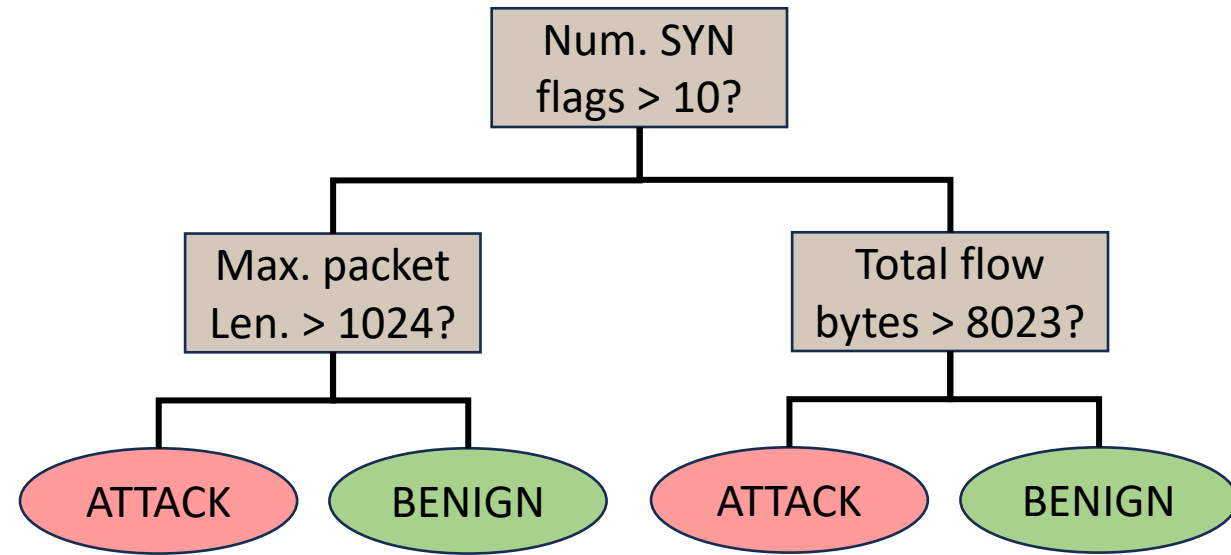 Num. SYN
flags > 10?
Max. packet
Len. > 1024?
Total flow
bytes > 8023?
ATTACK
BENIGN
ATTACK
BENIGN